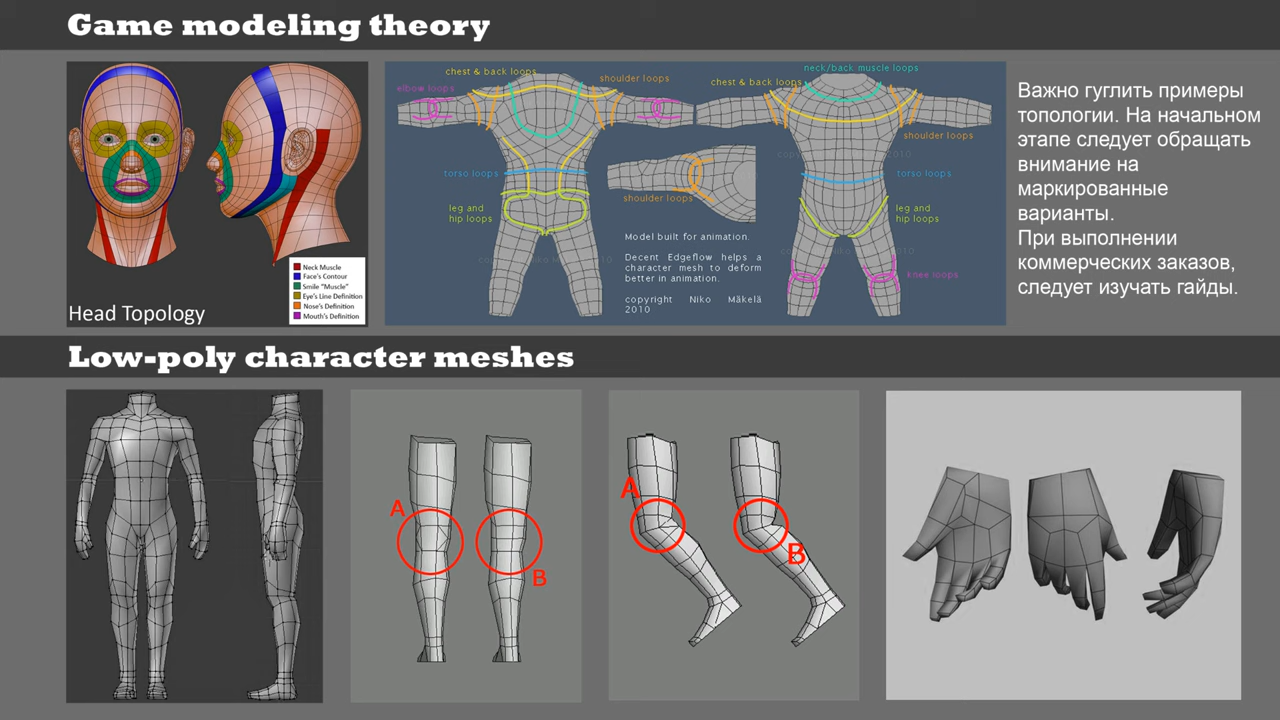 Game modeling theory
Head Topology
Neck Muscle
Face's Contour
Smile "Muscle"
Eye's Line Definition
Nose's Definition
Mouth's Definition
chest & back loops
shoulder loops
elbow loops
torso loops
leg and
hip loops
shoulder loops
Model built for animation.
Decent Edgeflow helps a
character mesh to deform
better in animation.
copyright Niko Mäkelä
2010
neck/back muscle loops
chest & back loops
shoulder loops
torso loops
leg and
hip loops
knee loops
Важно гуглить примеры
топологии. На начальном
этапе следует обращать
внимание на
маркированные
варианты.
При выполнении
коммерческих заказов,
следует изучать гайды.
Low-poly character meshes
A
B
A
B